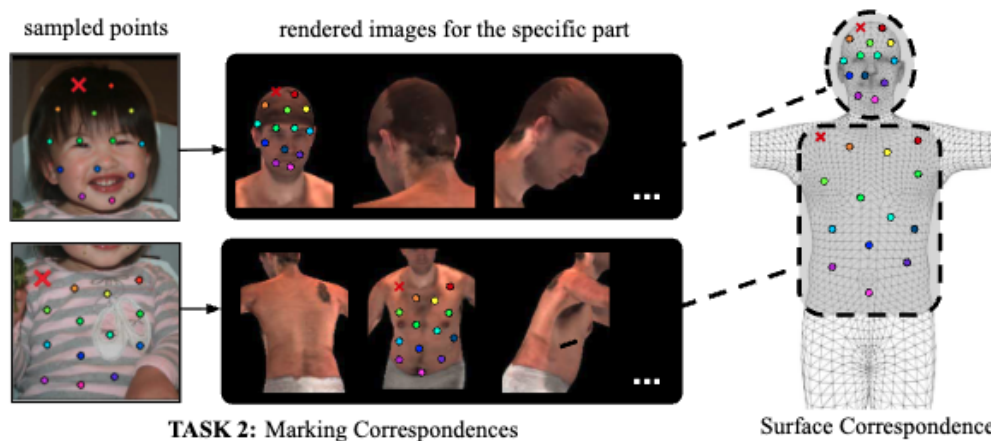 sampled points
rendered images for the specific part
TASK 2: Marking Correspondences
Surface Correspondence